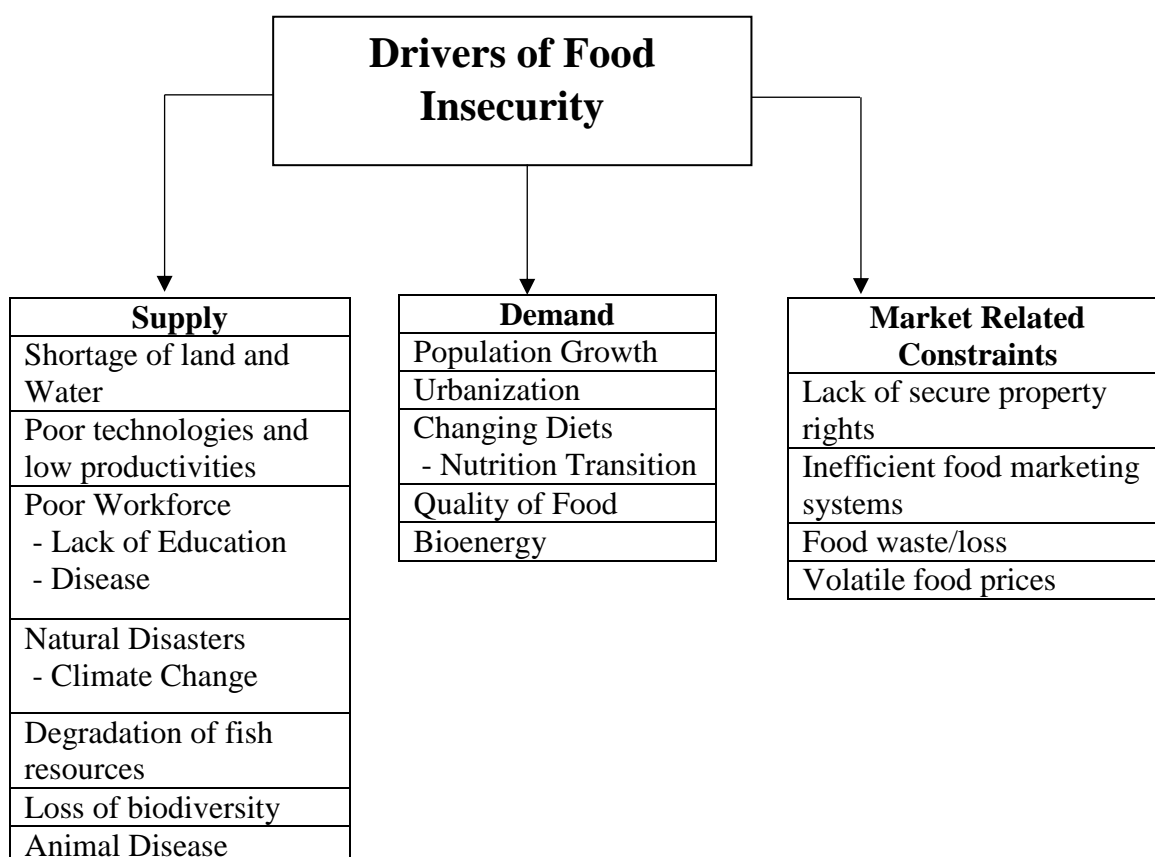 Drivers of Food
Insecurity
Supply
Shortage of land and
Water
Poor technologies and
low productivities
Poor Workforce
- Lack of Education
- Disease
Natural Disasters
- Climate Change
Degradation of fish
resources
Loss of biodiversity
Animal Disease
Demand
Population Growth
Urbanization
Changing Diets
- Nutrition Transition
Quality of Food
Bioenergy
Market Related
Constraints
Lack of secure property
rights
Inefficient food marketing
systems
Food waste/loss
Volatile food prices